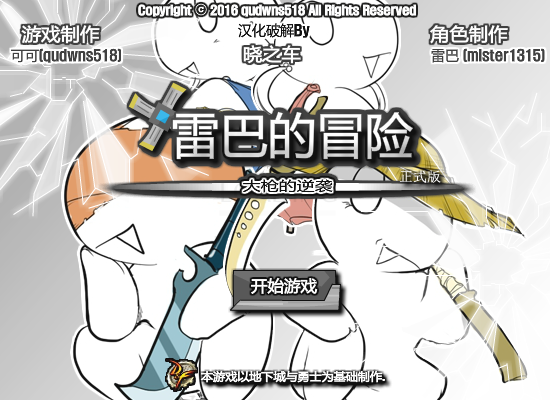 Copyright © 2016 qudwns518 All Rights Reserved
游戏制作
可可(qudwns518)
汉化破解By
晓之车
角色制作
雷巴 (mister1315)
雷巴的冒险
正式版
大枪的逆袭
开始游戏
本游戏以地下城与勇士为基础制作.